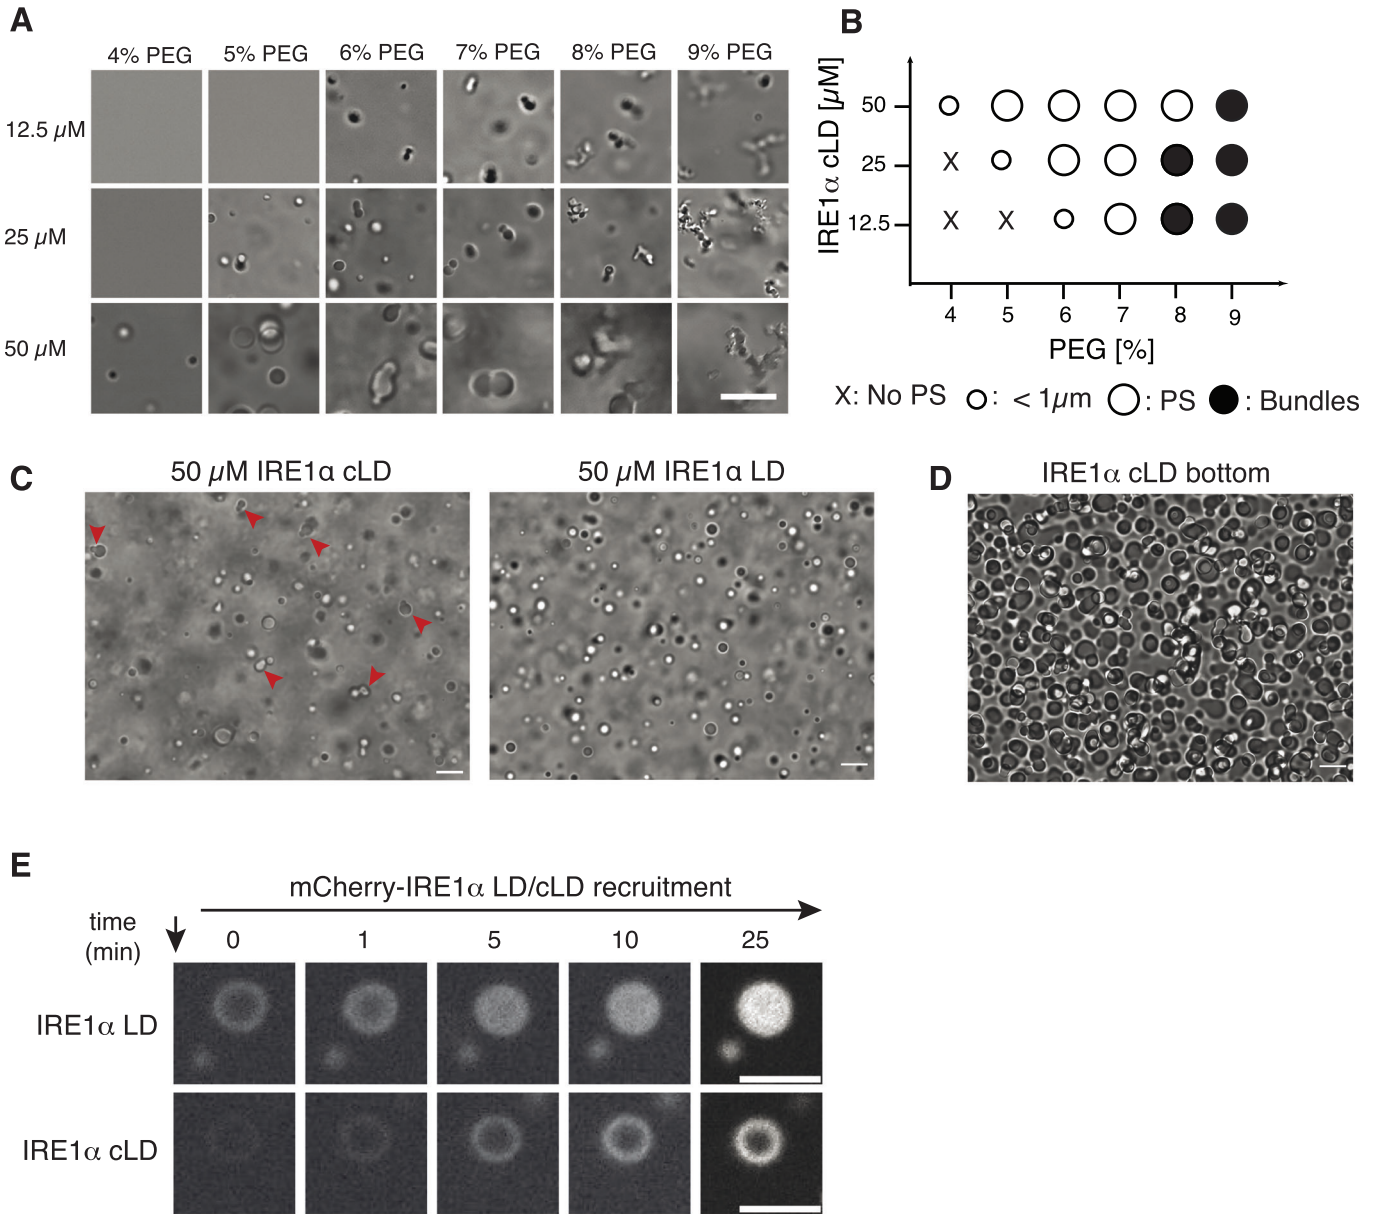 A
4% PEG 5% PEG 6% PEG 7% PEG 8% PEG 9% PEG
12.5 µM
25 µM
50 µM
B
IRE1α cLD [µM]
50
25 X
12.5 X X
4 5 6 7 8 9
PEG [%]
X: No PS : < 1µm : PS : Bundles
C
50 µM IRE1α cLD
50 µM IRE1α LD
D
IRE1α cLD bottom
E
mCherry-IRE1α LD/cLD recruitment
time
(min)
0 1 5 10 25
IRE1α LD
IRE1α cLD